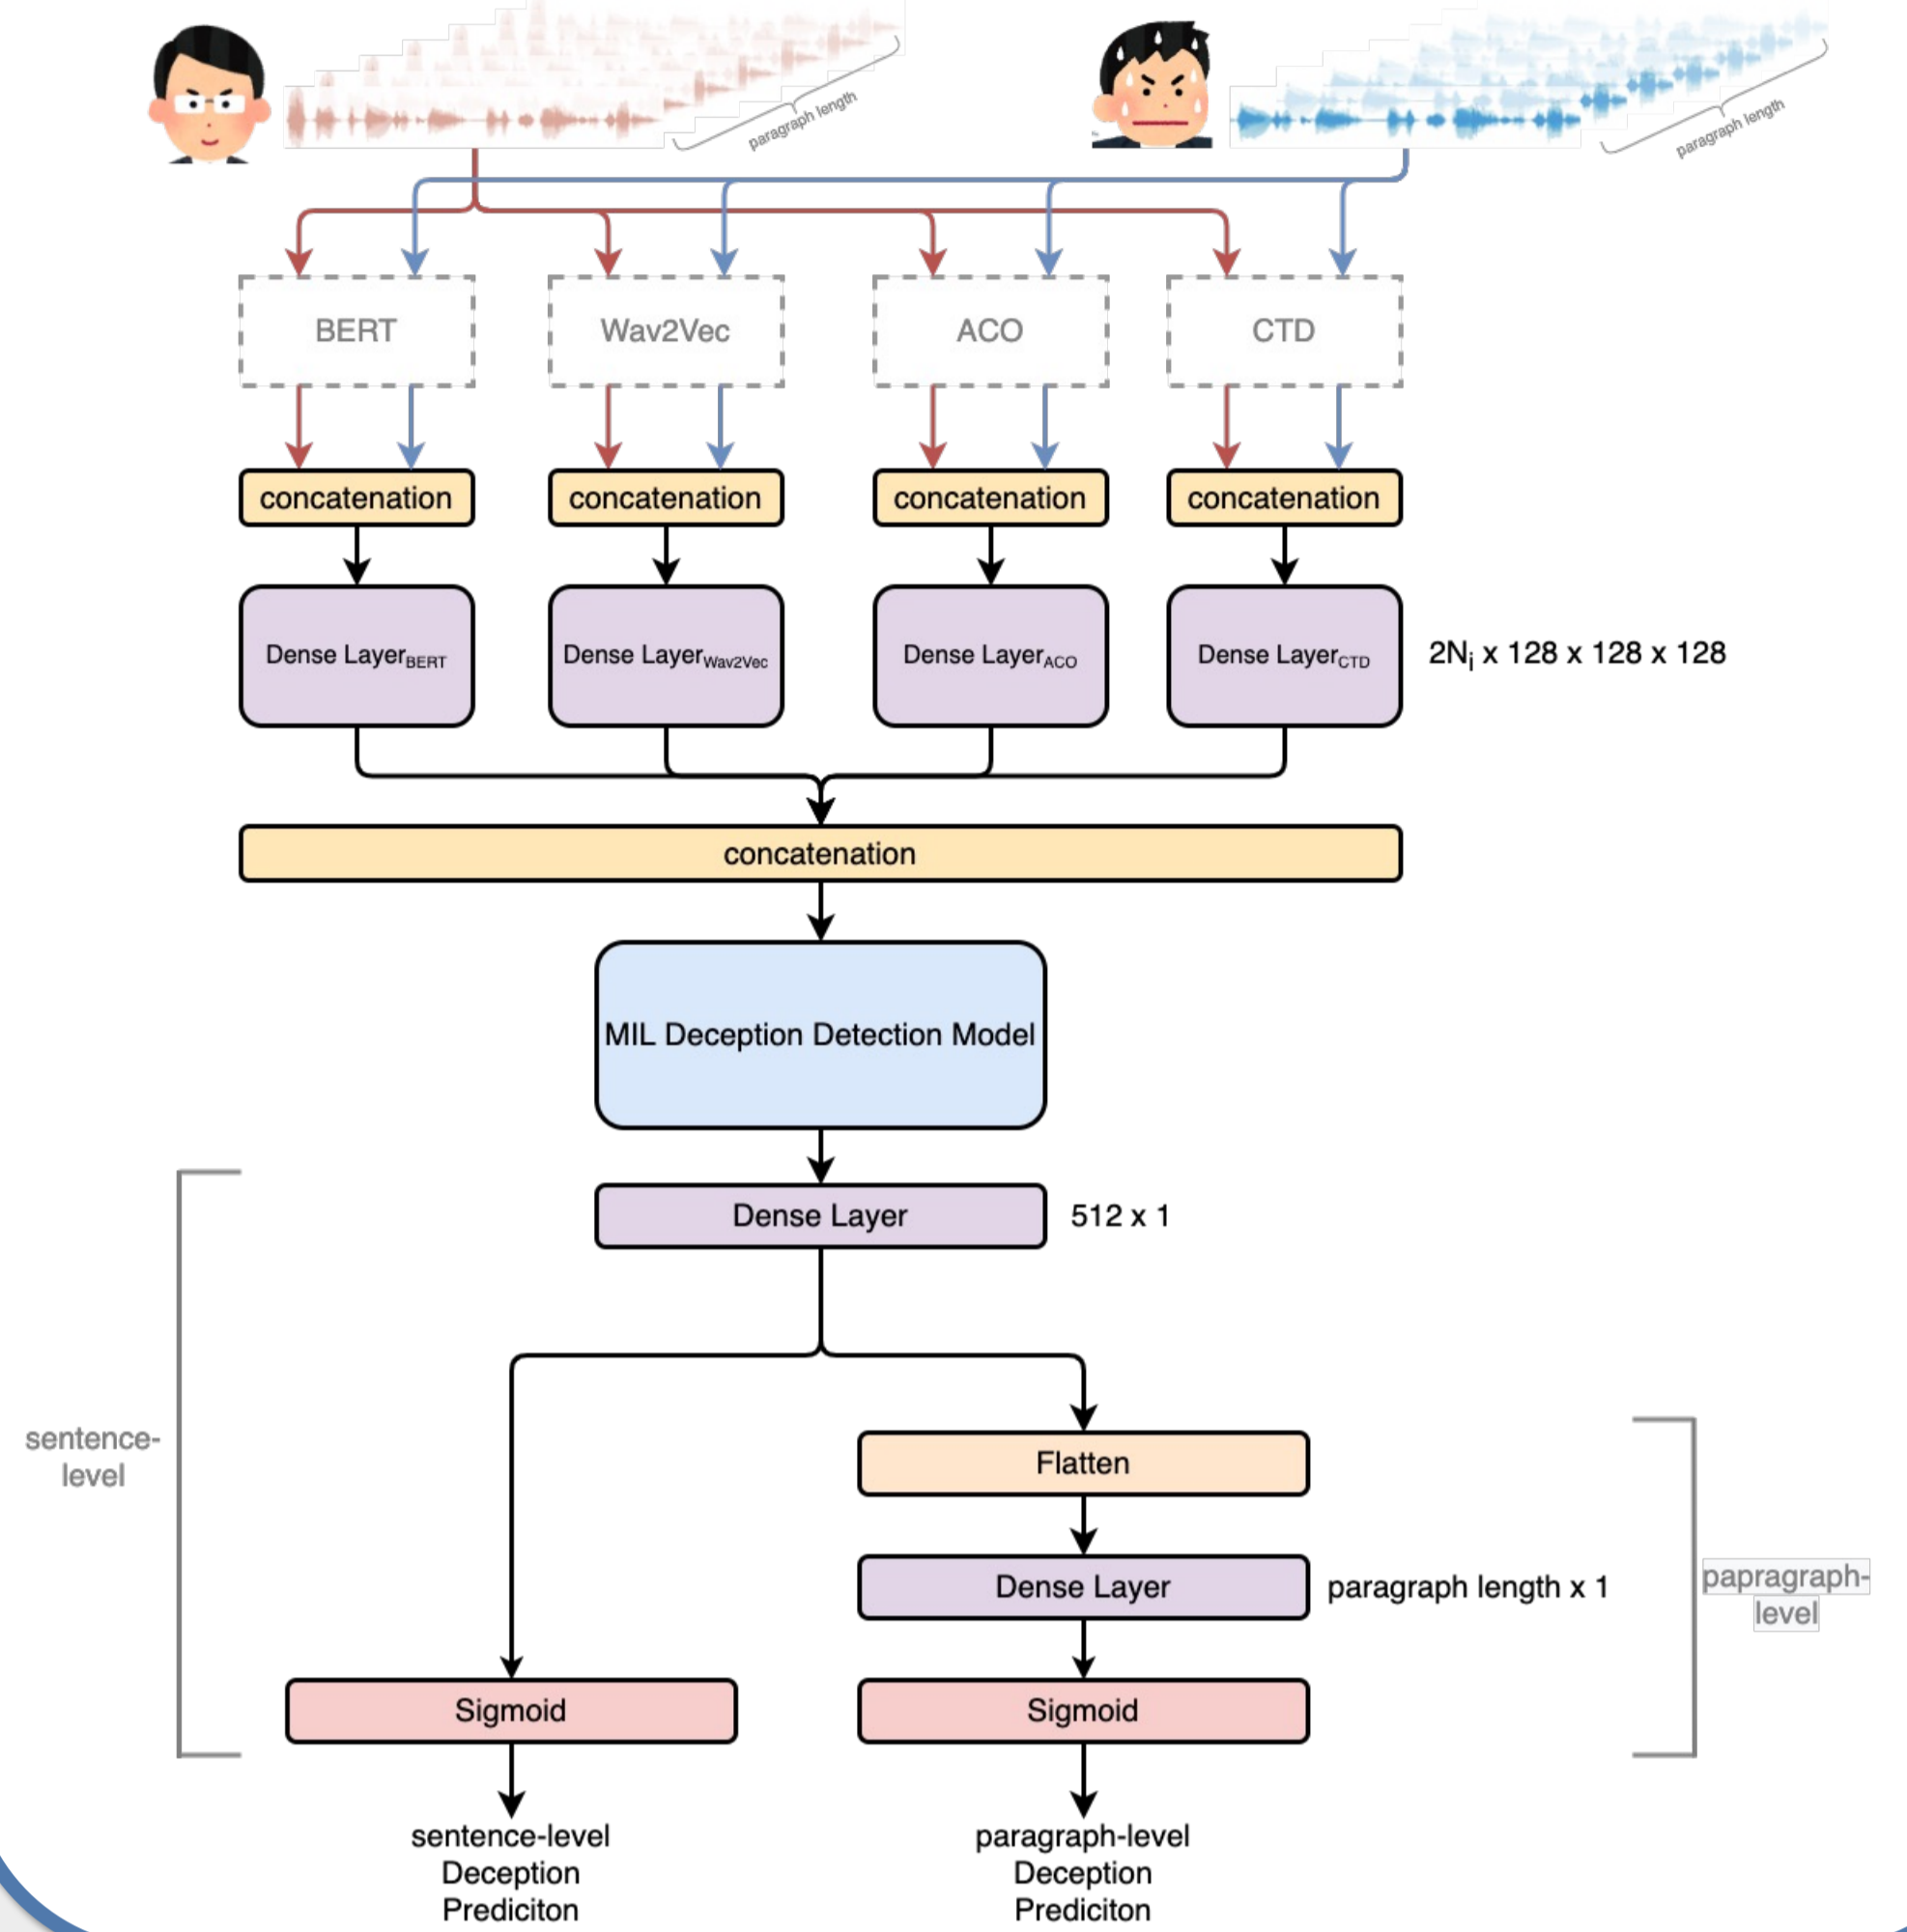 paragraph length
paragraph length
BERT
Wav2Vec
ACO
CTD
concatenation
concatenation
concatenation
concatenation
Dense LayerBERT
Dense LayerWav2Vec
Dense LayerACO
Dense LayerCTD
2Ni x 128 x 128 x 128
concatenation
MIL Deception Detection Model
Dense Layer
512 x 1
sentence-
level
Flatten
Dense Layer
paragraph length x 1
papragraph-
level
Sigmoid
Sigmoid
sentence-level
Deception
Prediciton
paragraph-level
Deception
Prediciton